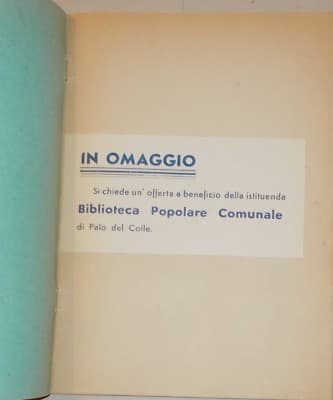 IN OMAGGIO
Si chiede un' offerta a beneficio della istituenda
Biblioteca Popolare Comunale
di Palo del Colle.